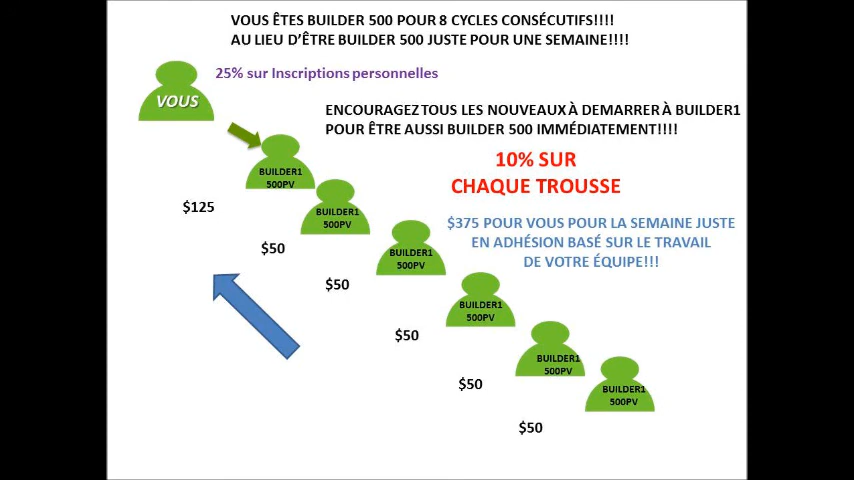 VOUS ÊTES BUILDER 500 POUR 8 CYCLES CONSÉCUTIFS!!!!
AU LIEU D'ÊTRE BUILDER 500 JUSTE POUR UNE SEMAINE!!!!
25% sur Inscriptions personnelles
VOUS
ENCOURAGEZ TOUS LES NOUVEAUX À DEMARRER À BUILDER1
POUR ÊTRE AUSSI BUILDER 500 IMMÉDIATEMENT!!!!
10% SUR
CHAQUE TROUSSE
BUILDER1
500PV
$125
BUILDER1
500PV
$375 POUR VOUS POUR LA SEMAINE JUSTE
EN ADHÉSION BASÉ SUR LE TRAVAIL
DE VOTRE ÉQUIPE!!!
$50
BUILDER1
500PV
$50
BUILDER1
500PV
$50
BUILDER1
500PV
$50
BUILDER1
500PV
$50